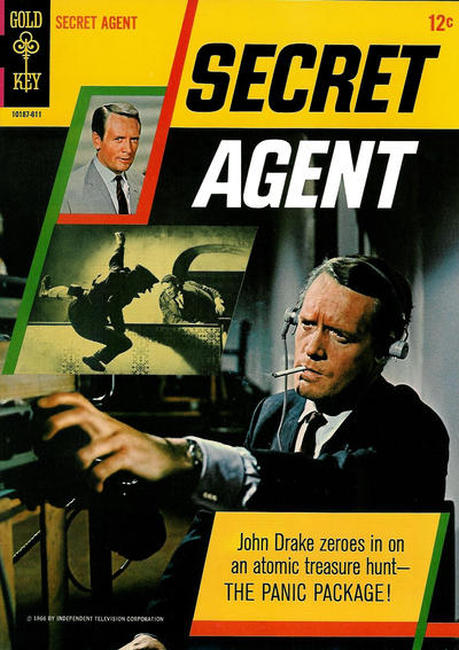 GOLD
KEY
10187-611
SECRET AGENT
12c
SECRET
AGENT
John Drake zeroes in on
an atomic treasure hunt—
THE PANIC PACKAGE!
© 1966 BY INDEPENDENT TELEVISION CORPORATION